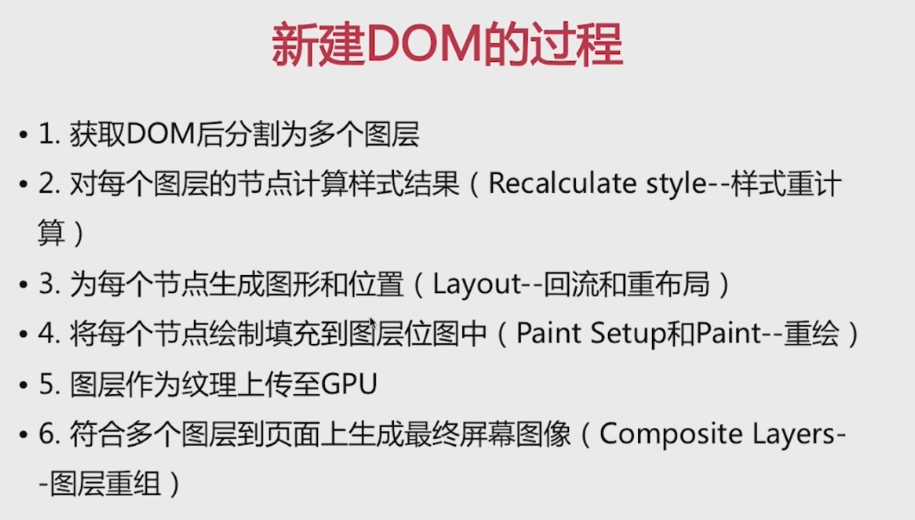 新建DOM的过程
• 1. 获取DOM后分割为多个图层
• 2. 对每个图层的节点计算样式结果（Recalculate style--样式重计
算）
• 3. 为每个节点生成图形和位置（Layout--回流和重布局）
• 4. 将每个节点绘制填充到图层位图中（Paint Setup和Paint--重绘）
• 5. 图层作为纹理上传至GPU
• 6. 符合多个图层到页面上生成最终屏幕图像（Composite Layers-
-图层重组）